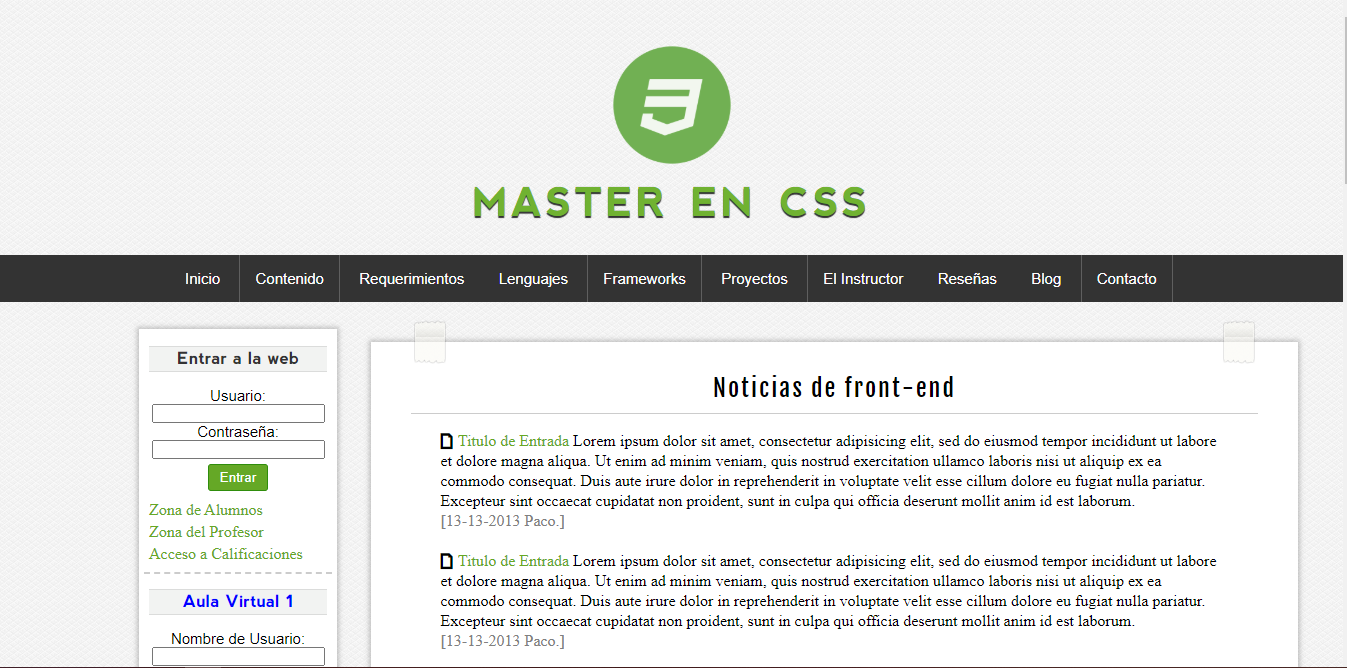 MASTER EN CSS
Inicio Contenido Requerimientos Lenguajes Frameworks Proyectos El Instructor Reseñas Blog Contacto
Entrar a la web
Usuario:
Contraseña:
Entrar
Zona de Alumnos
Zona del Profesor
Acceso a Calificaciones
Aula Virtual 1
Nombre de Usuario:
Noticias de front-end
Titulo de Entrada Lorem ipsum dolor sit amet, consectetur adipisicing elit, sed do eiusmod tempor incididunt ut labore
et dolore magna aliqua. Ut enim ad minim veniam, quis nostrud exercitation ullamco laboris nisi ut aliquip ex ea
commodo consequat. Duis aute irure dolor in reprehenderit in voluptate velit esse cillum dolore eu fugiat nulla pariatur.
Excepteur sint occaecat cupidatat non proident, sunt in culpa qui officia deserunt mollit anim id est laborum.
[13-13-2013 Paco.]
Titulo de Entrada Lorem ipsum dolor sit amet, consectetur adipisicing elit, sed do eiusmod tempor incididunt ut labore
et dolore magna aliqua. Ut enim ad minim veniam, quis nostrud exercitation ullamco laboris nisi ut aliquip ex ea
commodo consequat. Duis aute irure dolor in reprehenderit in voluptate velit esse cillum dolore eu fugiat nulla pariatur.
Excepteur sint occaecat cupidatat non proident, sunt in culpa qui officia deserunt mollit anim id est laborum.
[13-13-2013 Paco.]